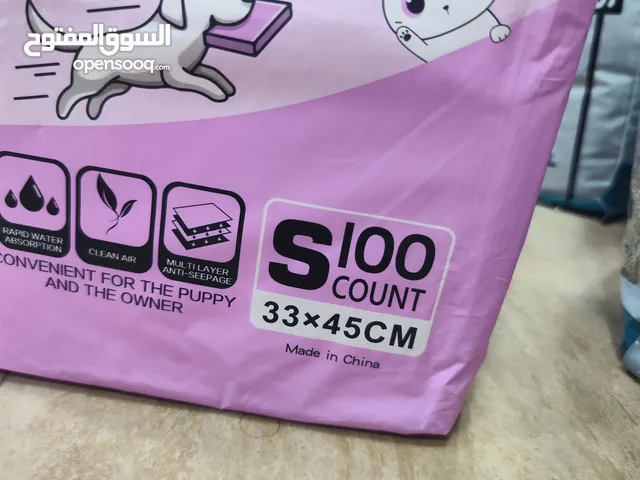 السوق المفتوح
opensooq.com
RAPID WATER
ABSORPTION
CLEAN AIR
MULTI LAYER
ANTI-SEEPAGE
CONVENIENT FOR THE PUPPY
AND THE OWNER
S 100
COUNT
33×45CM
Made in China